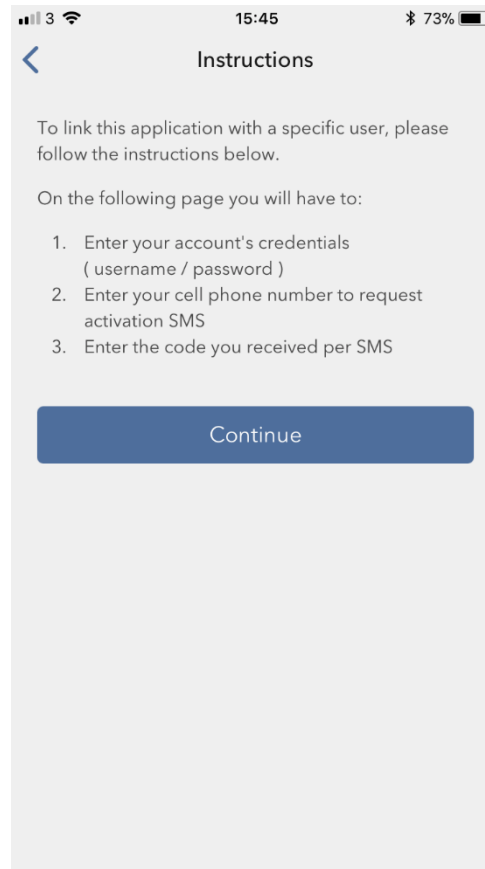 3 15:45 73%
Instructions
To link this application with a specific user, please
follow the instructions below.
On the following page you will have to:
1. Enter your account's credentials
( username / password )
2. Enter your cell phone number to request
activation SMS
3. Enter the code you received per SMS
Continue